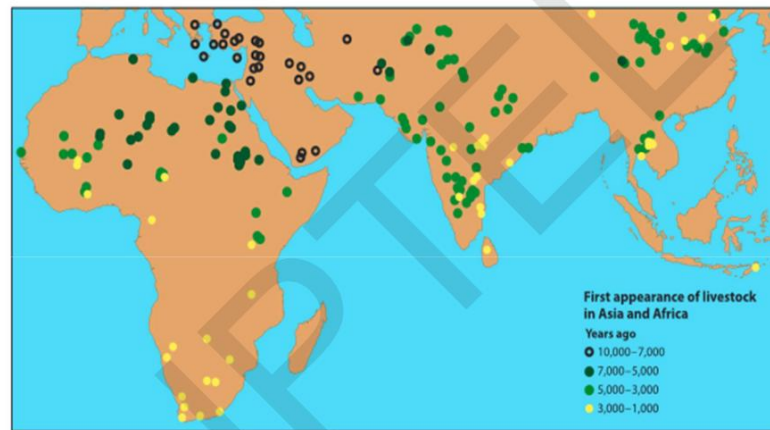 First appearance of livestock
in Asia and Africa
Years ago
10,000–7,000
7,000–5,000
5,000–3,000
3,000–1,000
NPTEL